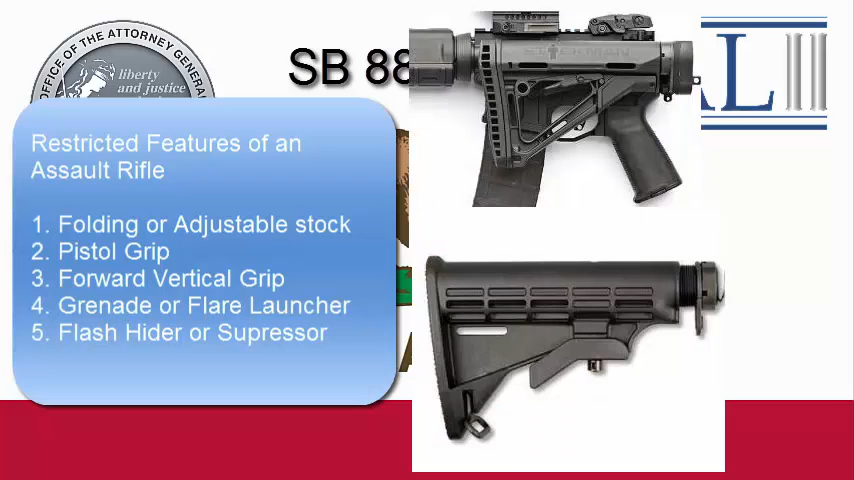 OFFICE OF THE ATTORNEY GENERAL
liberty
and justice
SB 88
AL II
Restricted Features of an
Assault Rifle
1. Folding or Adjustable stock
2. Pistol Grip
3. Forward Vertical Grip
4. Grenade or Flare Launcher
5. Flash Hider or Supressor